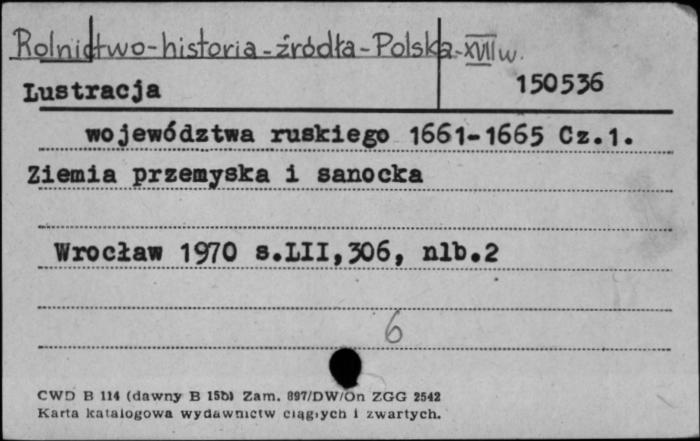 Rolnictwo-historia-źródła-Polska-XVII w.
Lustracja 150536
województwa ruskiego 1661-1665 Cz.1.
Ziemia przemyska i sanocka
Wrocław 1970 s.LII,306, nlb.2
6
CWD B 114 (dawny B 15b) Zam. 897/DW/On ZGG 2542
Karta katalogowa wydawnictw ciągłych i zwartych.